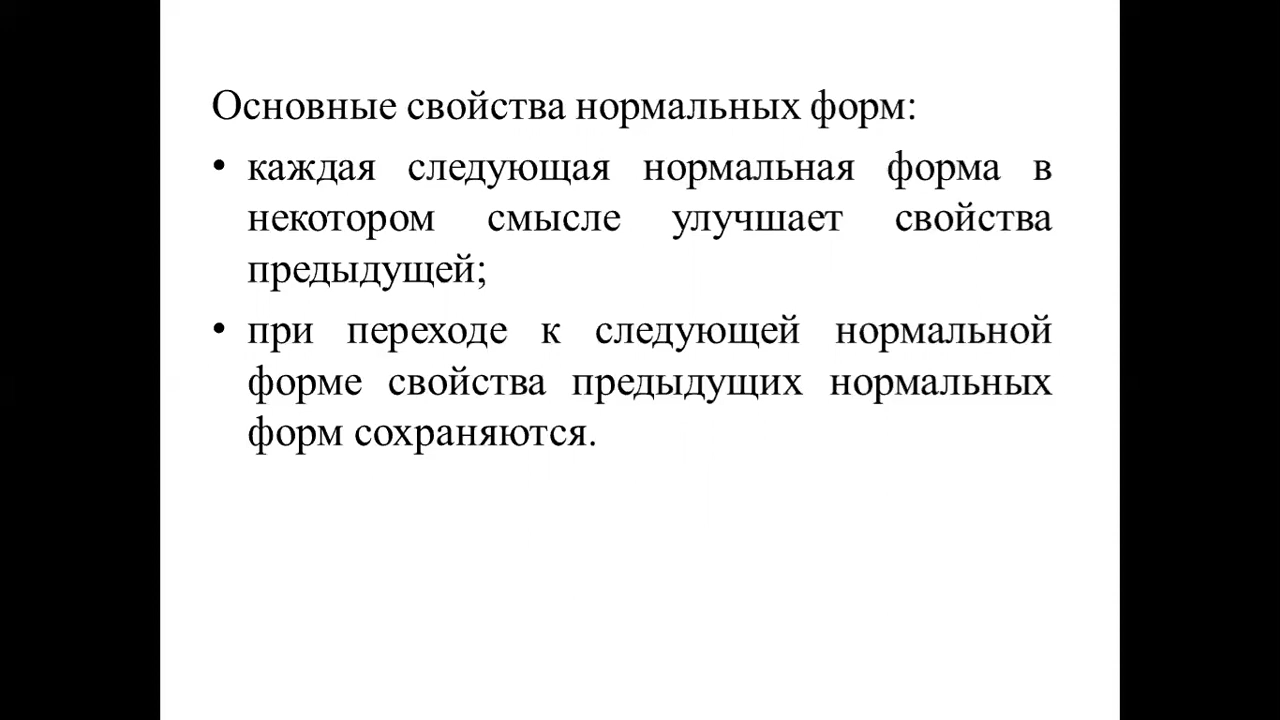 Основные свойства нормальных форм:
• каждая следующая нормальная форма в
некотором смысле улучшает свойства
предыдущей;
• при переходе к следующей нормальной
форме свойства предыдущих нормальных
форм сохраняются.